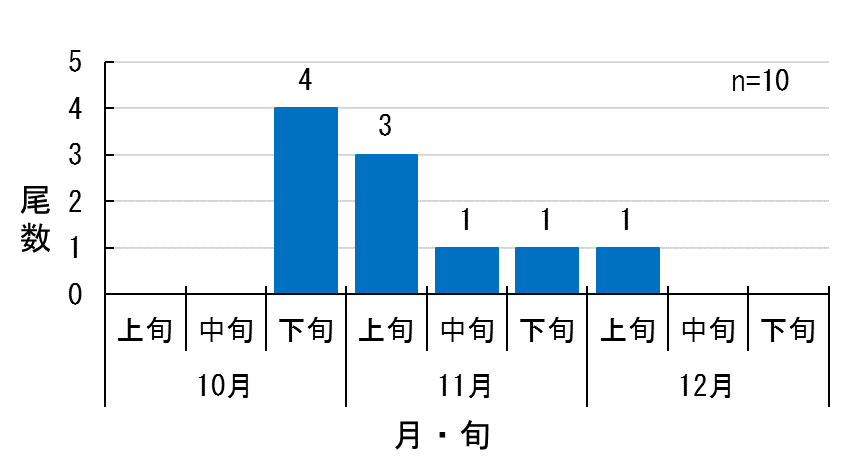 5
4
n=10
4
3
3
尾数
2
1
1
1
1
0
上旬 中旬 下旬 上旬 中旬 下旬 上旬 中旬 下旬
10月 11月 12月
月・旬